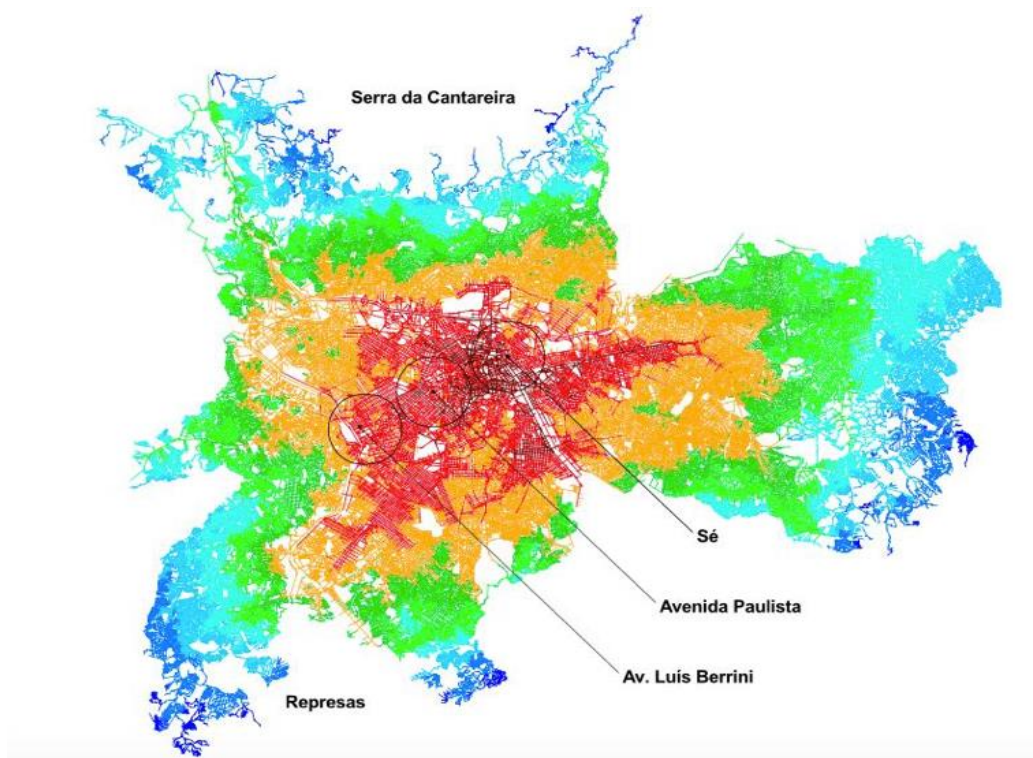 Serra da Cantareira
Sé
Avenida Paulista
Av. Luís Berrini
Represas